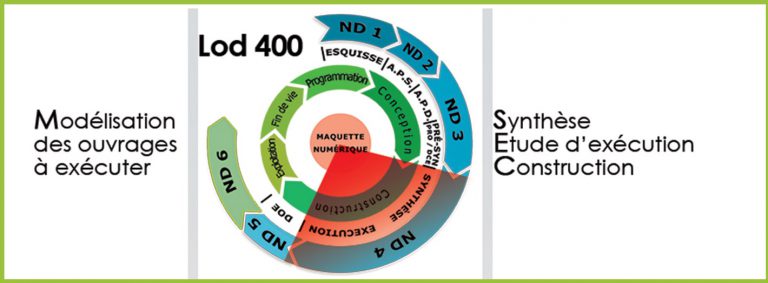 Modélisation
des ouvrages
à exécuter
Lod 400
ND 1
ND 2
ND 3
ND 4
ND 5
ND 6
ESQUISSE
A.P.S.
A.P.D.
PRÉ-SYN
PRO / DCE
SYNTHÈSE
EXECUTION
DOE
Programmation
Conception
Construction
Exploitation
Fin de vie
MAQUETTE
NUMÉRIQUE
Synthèse
Etude d'exécution
Construction